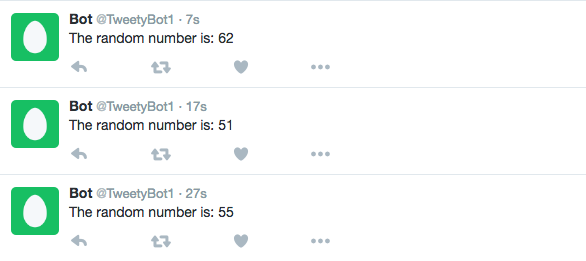 Bot @TweetyBot1 · 7s
The random number is: 62
Bot @TweetyBot1 · 17s
The random number is: 51
Bot @TweetyBot1 · 27s
The random number is: 55